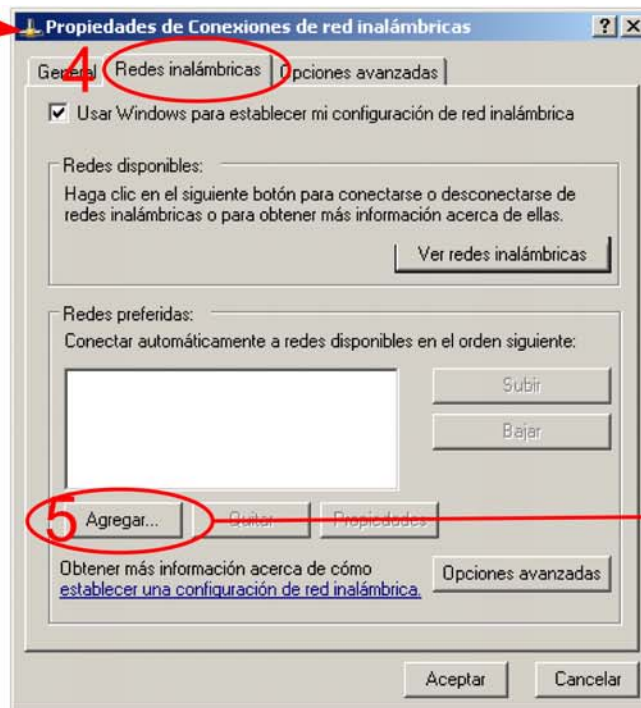 Propiedades de Conexiones de red inalámbricas
4
General
Redes inalámbricas
Opciones avanzadas
Usar Windows para establecer mi configuración de red inalámbrica
Redes disponibles:
Haga clic en el siguiente botón para conectarse o desconectarse de
redes inalámbricas o para obtener más información acerca de ellas.
Ver redes inalámbricas
Redes preferidas:
Conectar automáticamente a redes disponibles en el orden siguiente:
Subir
Bajar
5
Agregar...
Quitar
Propiedades
Obtener más información acerca de cómo
establecer una configuración de red inalámbrica.
Opciones avanzadas
Aceptar
Cancelar